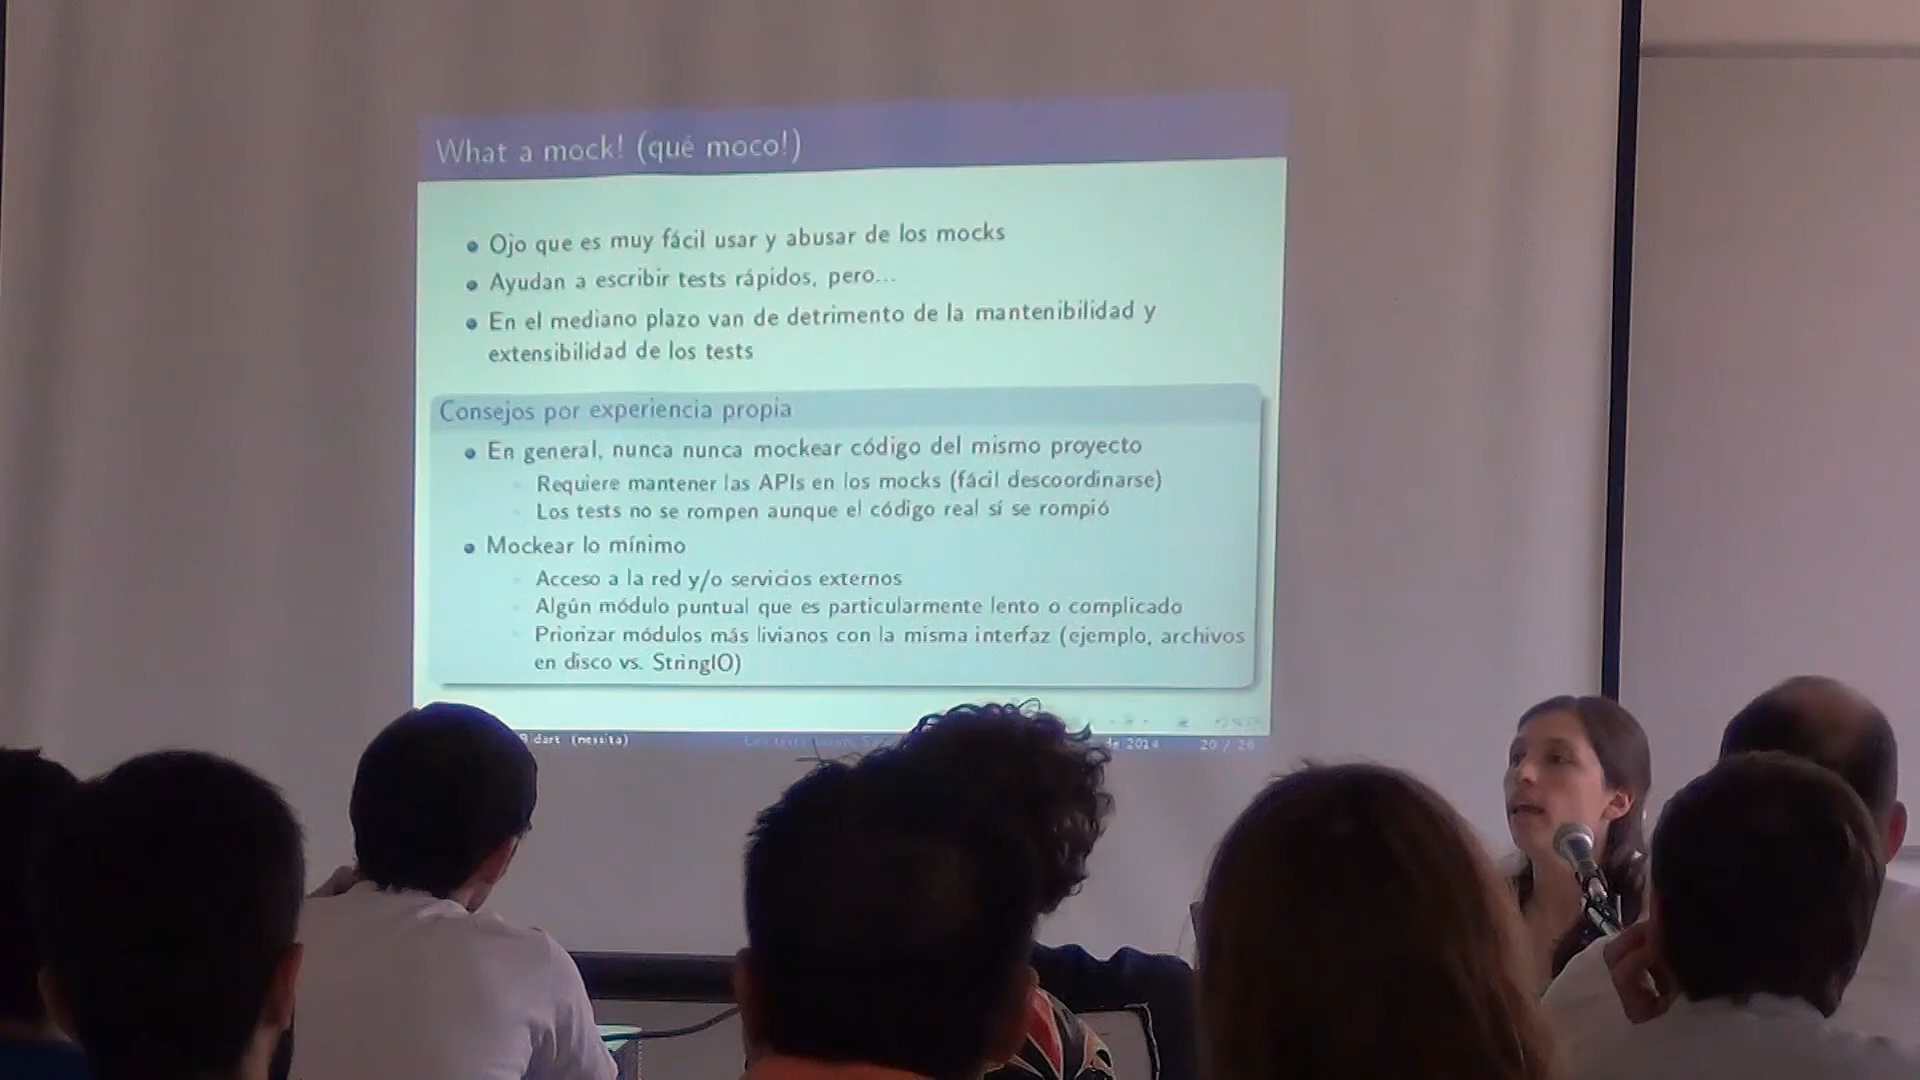 What a mock! (qué moco!)
Ojo que es muy fácil usar y abusar de los mocks
Ayudan a escribir tests rápidos, pero...
En el mediano plazo van de detrimento de la mantenibilidad y
extensibilidad de los tests
Consejos por experiencia propia
En general, nunca nunca mockear código del mismo proyecto
Requiere mantener las APIs en los mocks (fácil descoordinarse)
Los tests no se rompen aunque el código real sí se rompió
Mockear lo mínimo
Acceso a la red y/o servicios externos
Algún módulo puntual que es particularmente lento o complicado
Priorizar módulos más livianos con la misma interfaz (ejemplo, archivos
en disco vs. StringIO)
(nessita) de 2014 20 / 26